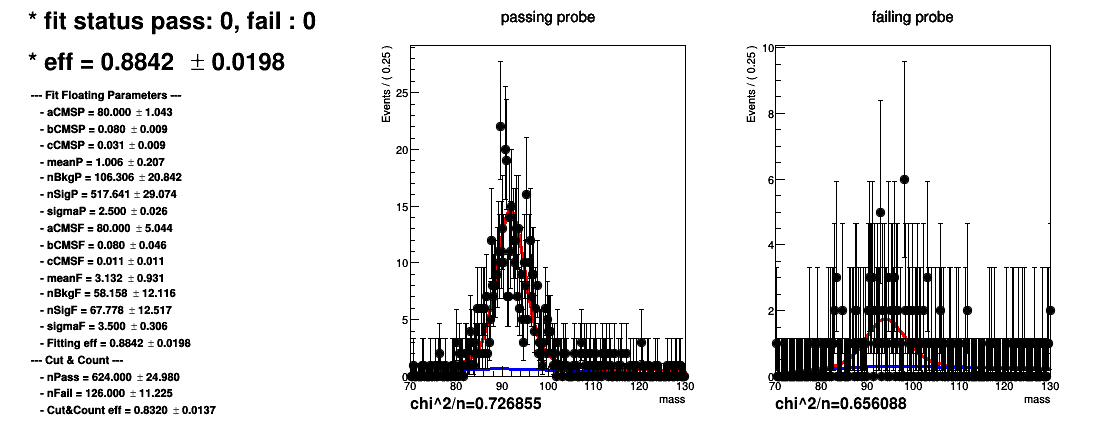 * fit status pass: 0, fail : 0
* eff = 0.8842 ± 0.0198
--- Fit Floating Parameters ---
- aCMSP = 80.000 ± 1.043
- bCMSP = 0.080 ± 0.009
- cCMSP = 0.031 ± 0.009
- meanP = 1.006 ± 0.207
- nBkgP = 106.306 ± 20.842
- nSigP = 517.641 ± 29.074
- sigmaP = 2.500 ± 0.026
- aCMSF = 80.000 ± 5.044
- bCMSF = 0.080 ± 0.046
- cCMSF = 0.011 ± 0.011
- meanF = 3.132 ± 0.931
- nBkgF = 58.158 ± 12.116
- nSigF = 67.778 ± 12.517
- sigmaF = 3.500 ± 0.306
- Fitting eff = 0.8842 ± 0.0198
--- Cut & Count ---
- nPass = 624.000 ± 24.980
- nFail = 126.000 ± 11.225
- Cut&Count eff = 0.8320 ± 0.0137
passing probe
Events / ( 0.25 )
25
20
15
10
5
0
70 80 90 100 110 120 130
mass
chi^2/n=0.726855
failing probe
Events / ( 0.25 )
10
8
6
4
2
0
70 80 90 100 110 120 130
mass
chi^2/n=0.656088